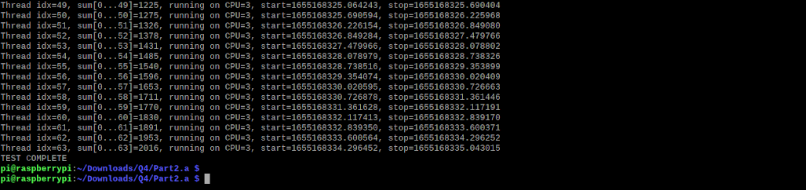 Thread idx=49, sum[0...49]=1225, running on CPU=3, start=1655168325.064243, stop=1655168325.690404
Thread idx=50, sum[0...50]=1275, running on CPU=3, start=1655168325.690594, stop=1655168326.225968
Thread idx=51, sum[0...51]=1326, running on CPU=3, start=1655168326.226154, stop=1655168326.849080
Thread idx=52, sum[0...52]=1378, running on CPU=3, start=1655168326.849284, stop=1655168327.479766
Thread idx=53, sum[0...53]=1431, running on CPU=3, start=1655168327.479966, stop=1655168328.078802
Thread idx=54, sum[0...54]=1485, running on CPU=3, start=1655168328.078979, stop=1655168328.738326
Thread idx=55, sum[0...55]=1540, running on CPU=3, start=1655168328.738516, stop=1655168329.353899
Thread idx=56, sum[0...56]=1596, running on CPU=3, start=1655168329.354074, stop=1655168330.020409
Thread idx=57, sum[0...57]=1653, running on CPU=3, start=1655168330.020595, stop=1655168330.726663
Thread idx=58, sum[0...58]=1711, running on CPU=3, start=1655168330.726878, stop=1655168331.361446
Thread idx=59, sum[0...59]=1770, running on CPU=3, start=1655168331.361628, stop=1655168332.117191
Thread idx=60, sum[0...60]=1830, running on CPU=3, start=1655168332.117413, stop=1655168332.839170
Thread idx=61, sum[0...61]=1891, running on CPU=3, start=1655168332.839350, stop=1655168333.600371
Thread idx=62, sum[0...62]=1953, running on CPU=3, start=1655168333.600564, stop=1655168334.296252
Thread idx=63, sum[0...63]=2016, running on CPU=3, start=1655168334.296452, stop=1655168335.043015
TEST COMPLETE
pi@raspberrypi:~/Downloads/Q4/Part2.a $
pi@raspberrypi:~/Downloads/Q4/Part2.a $